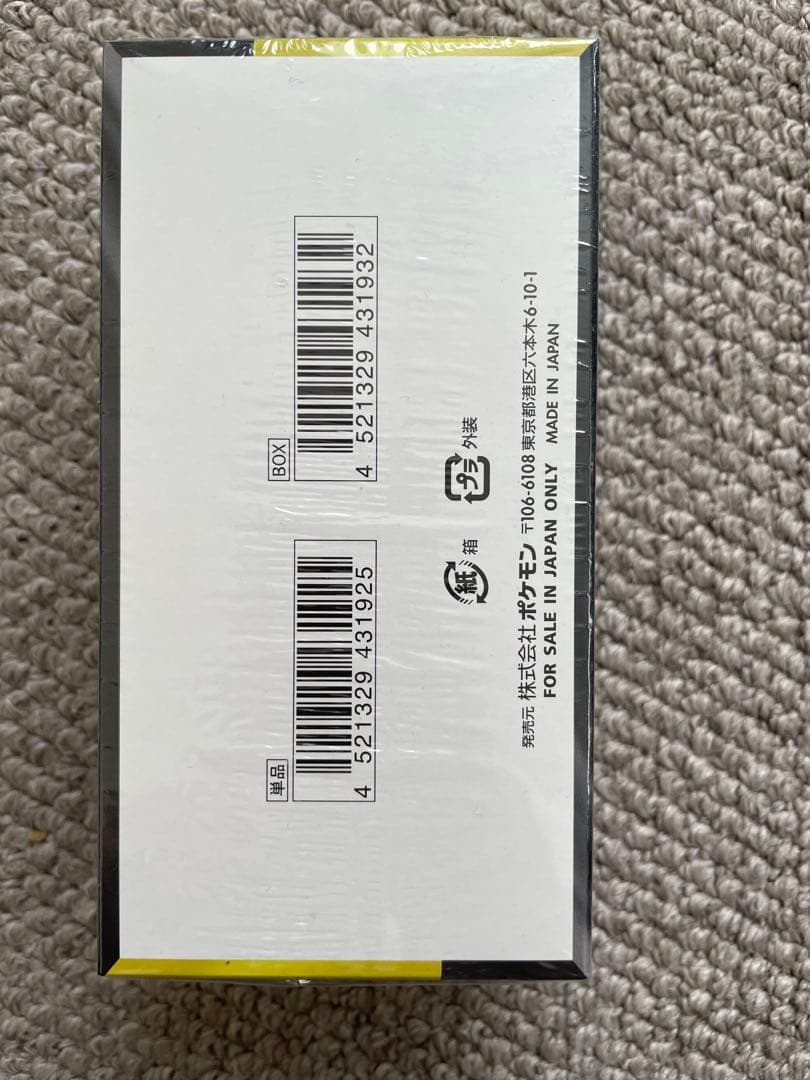 単品
4 521329 431925
BOX
4 521329 431932
紙 箱
プラ 外装
発売元 株式会社 ポケモン 〒106-6108 東京都港区六本木6-10-1
FOR SALE IN JAPAN ONLY MADE IN JAPAN